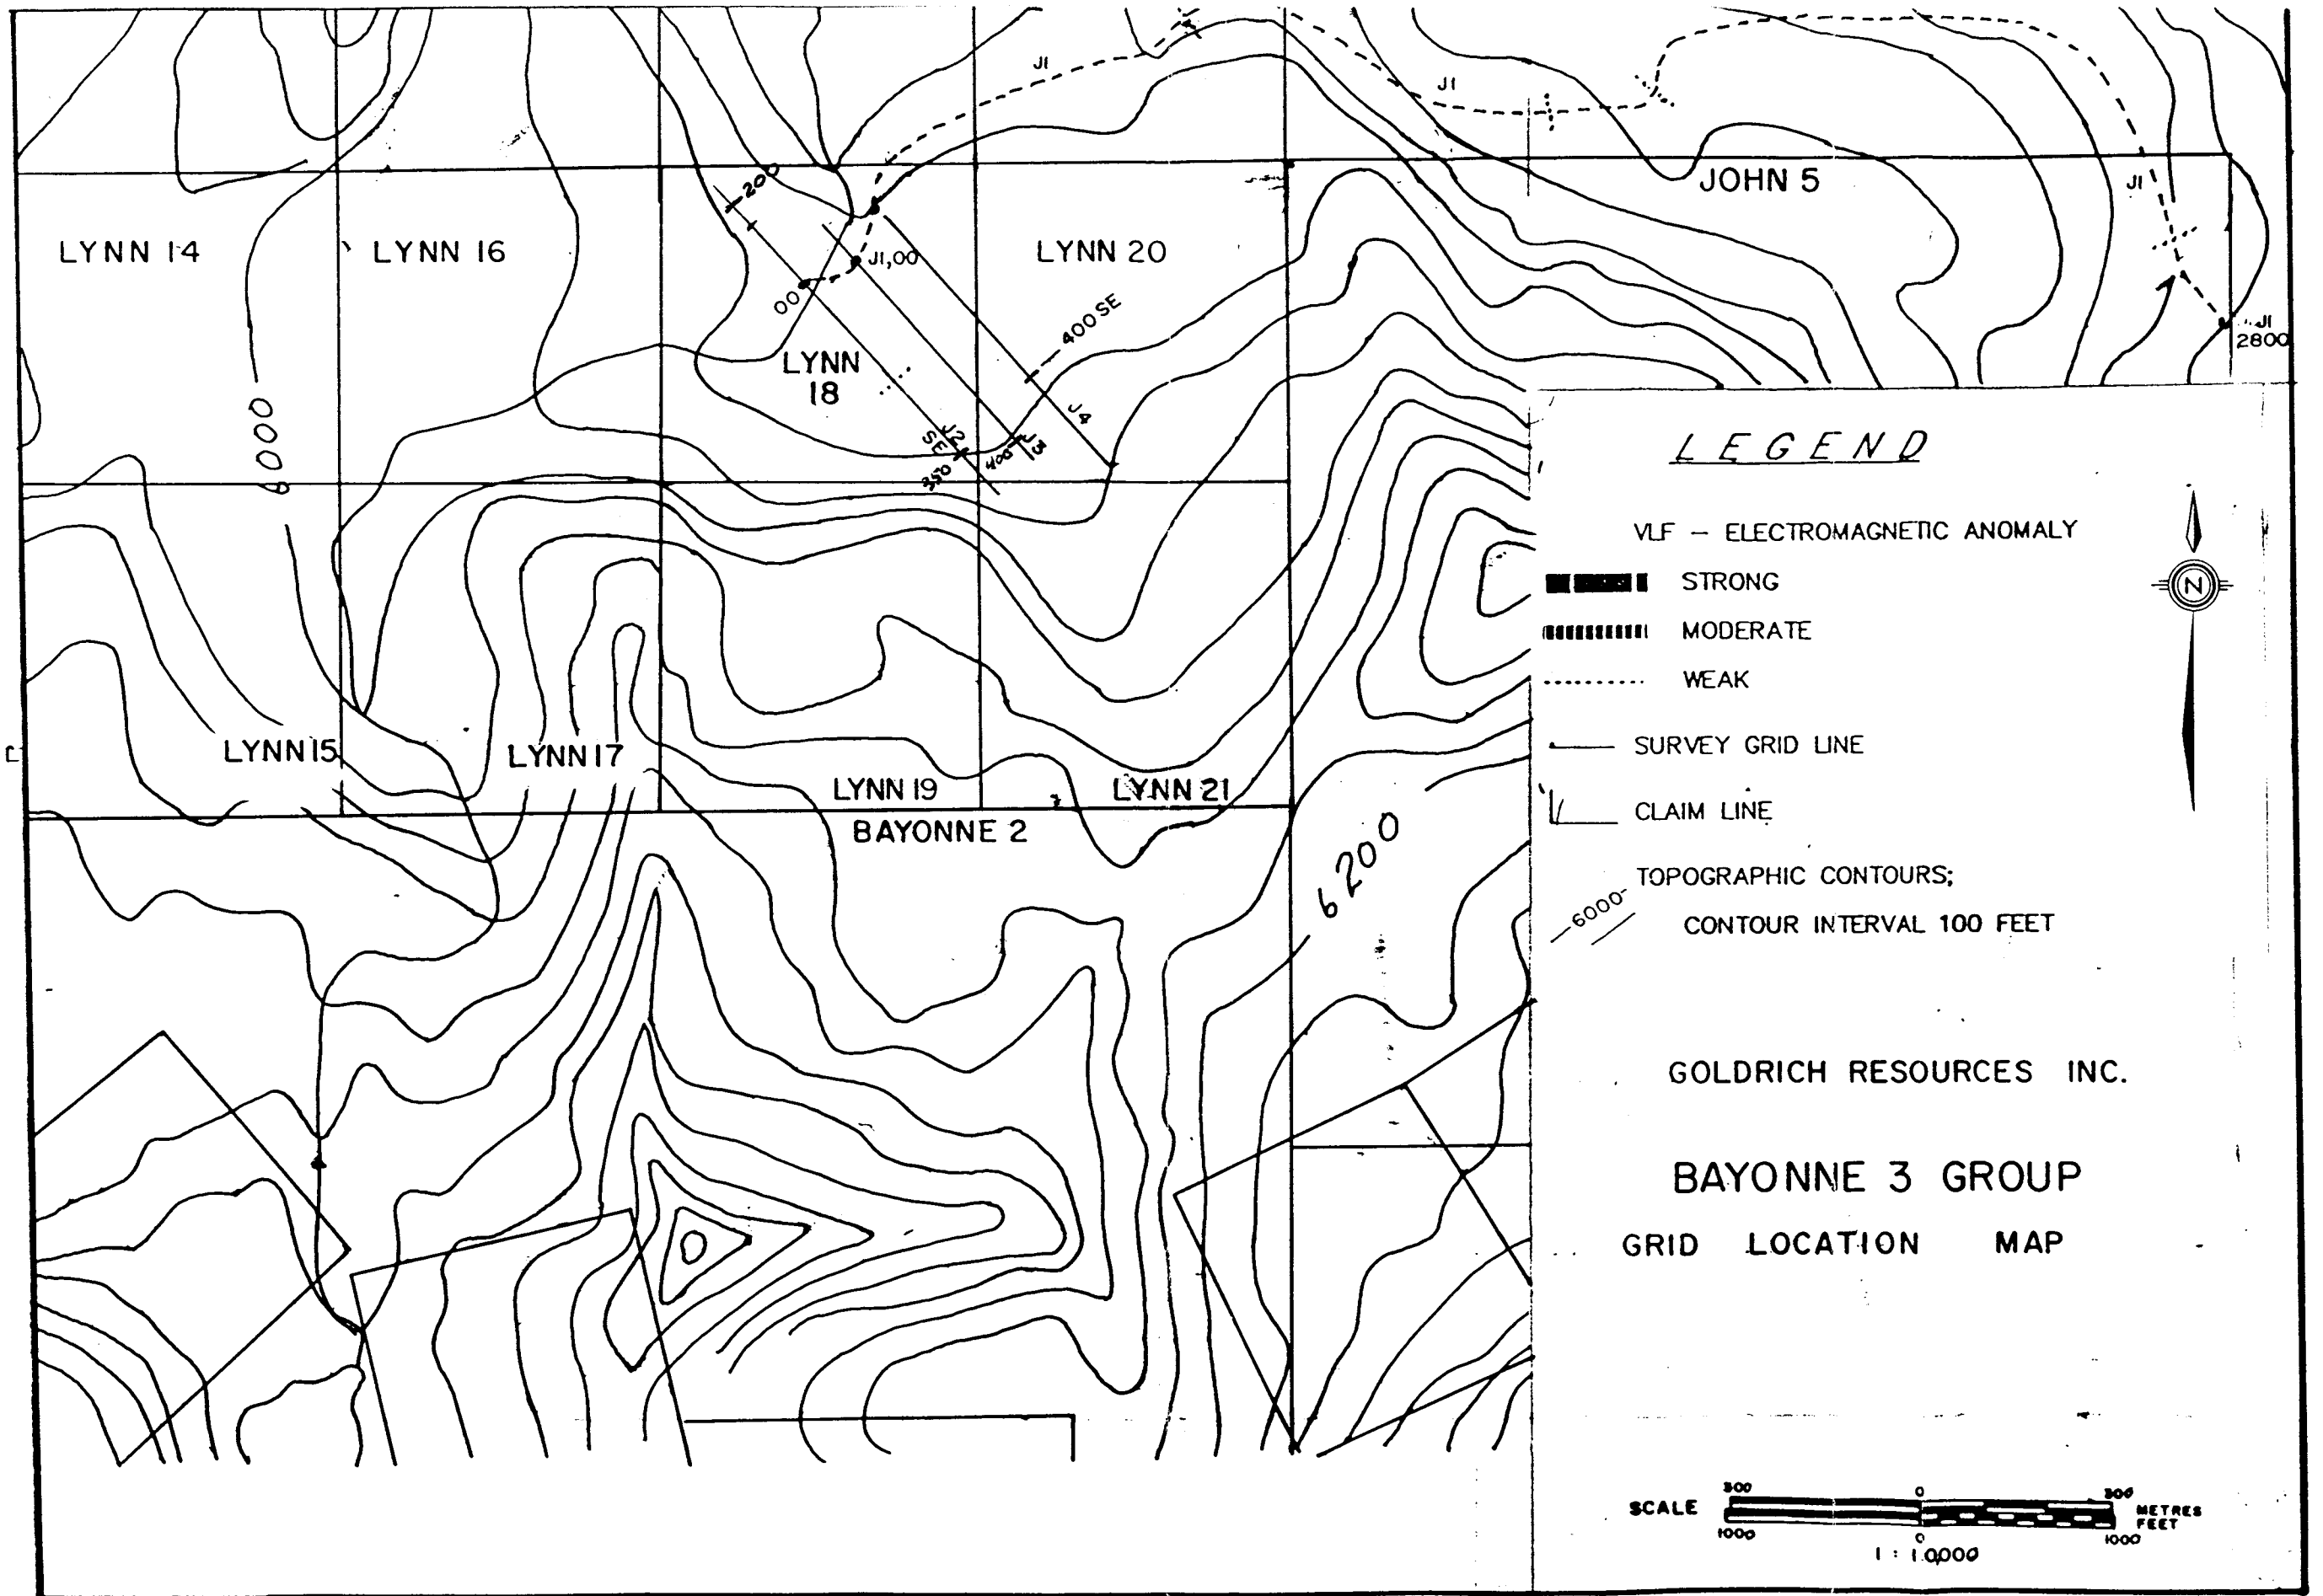 J1
J1
JOHN 5
J1
200
LYNN 14
LYNN 16
J1,00
LYNN 20
00
400SE
J1
2800
LYNN
18
J4
6000
J2
SE
350
400
J3
LEGEND
VLF – ELECTROMAGNETIC ANOMALY
STRONG
N
MODERATE
WEAK
SURVEY GRID LINE
LYNN 15
LYNN 17
LYNN 19
LYNN 21
CLAIM LINE
BAYONNE 2
6200
TOPOGRAPHIC CONTOURS;
6000
CONTOUR INTERVAL 100 FEET
GOLDRICH RESOURCES INC.
BAYONNE 3 GROUP
GRID LOCATION MAP
300 0 300
SCALE METRES
FEET
1000 0 1000
1 : 10,000